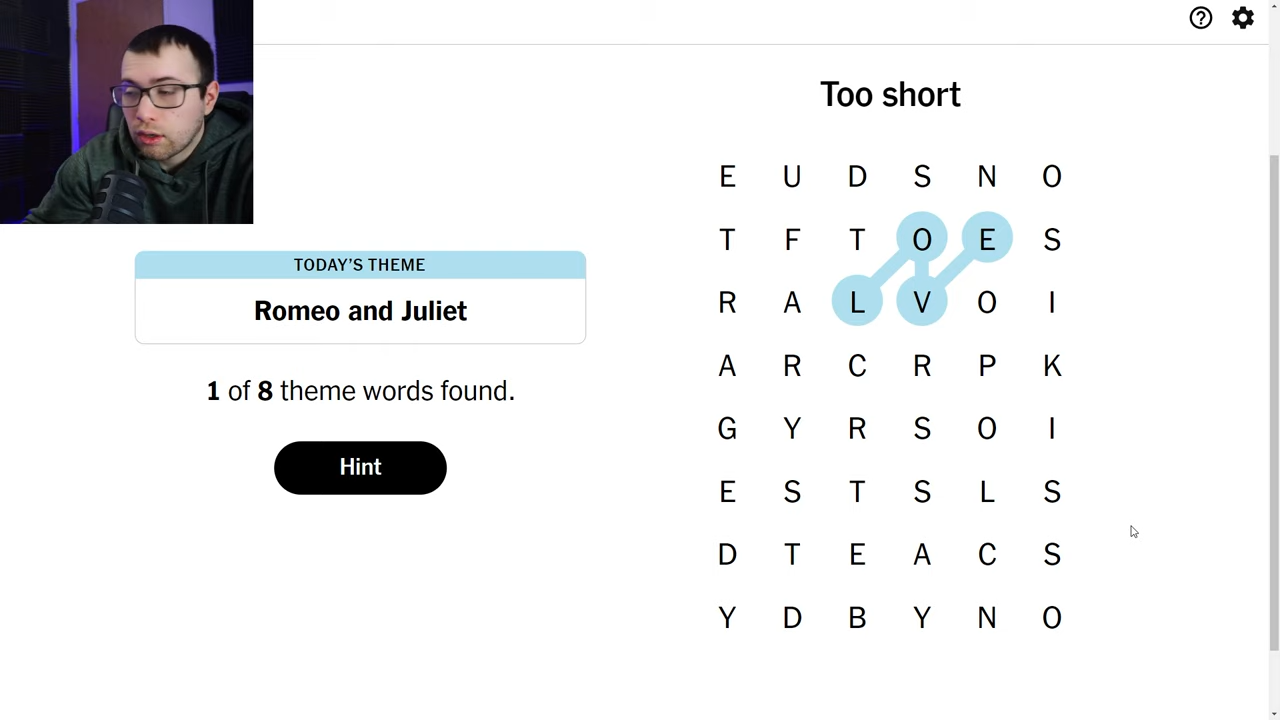 Too short
TODAY'S THEME
Romeo and Juliet
1 of 8 theme words found.
Hint
E U D S N O
T F T O E S
R A L V O I
A R C R P K
G Y R S O I
E S T S L S
D T E A C S
Y D B Y N O